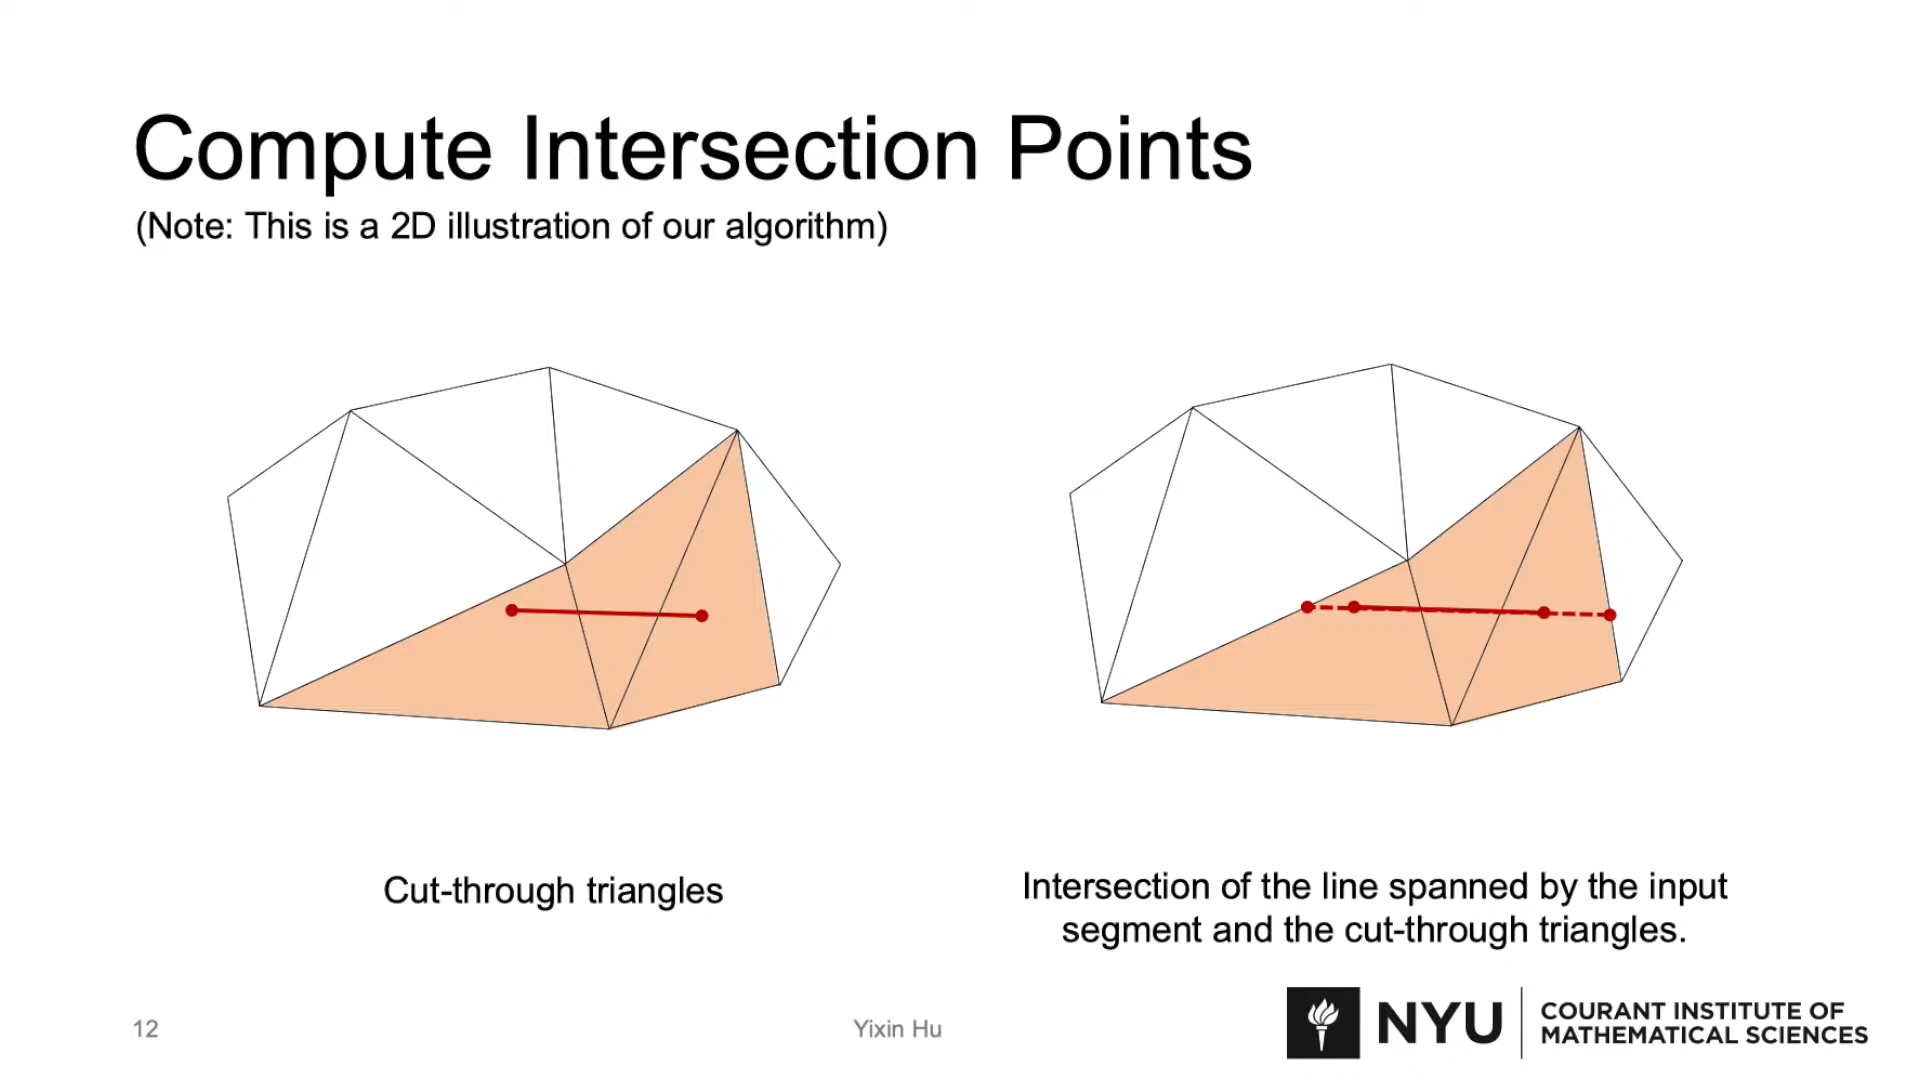 Compute Intersection Points
(Note: This is a 2D illustration of our algorithm)
Cut-through triangles
Intersection of the line spanned by the input
segment and the cut-through triangles.
12
Yixin Hu
NYU
COURANT INSTITUTE OF
MATHEMATICAL SCIENCES